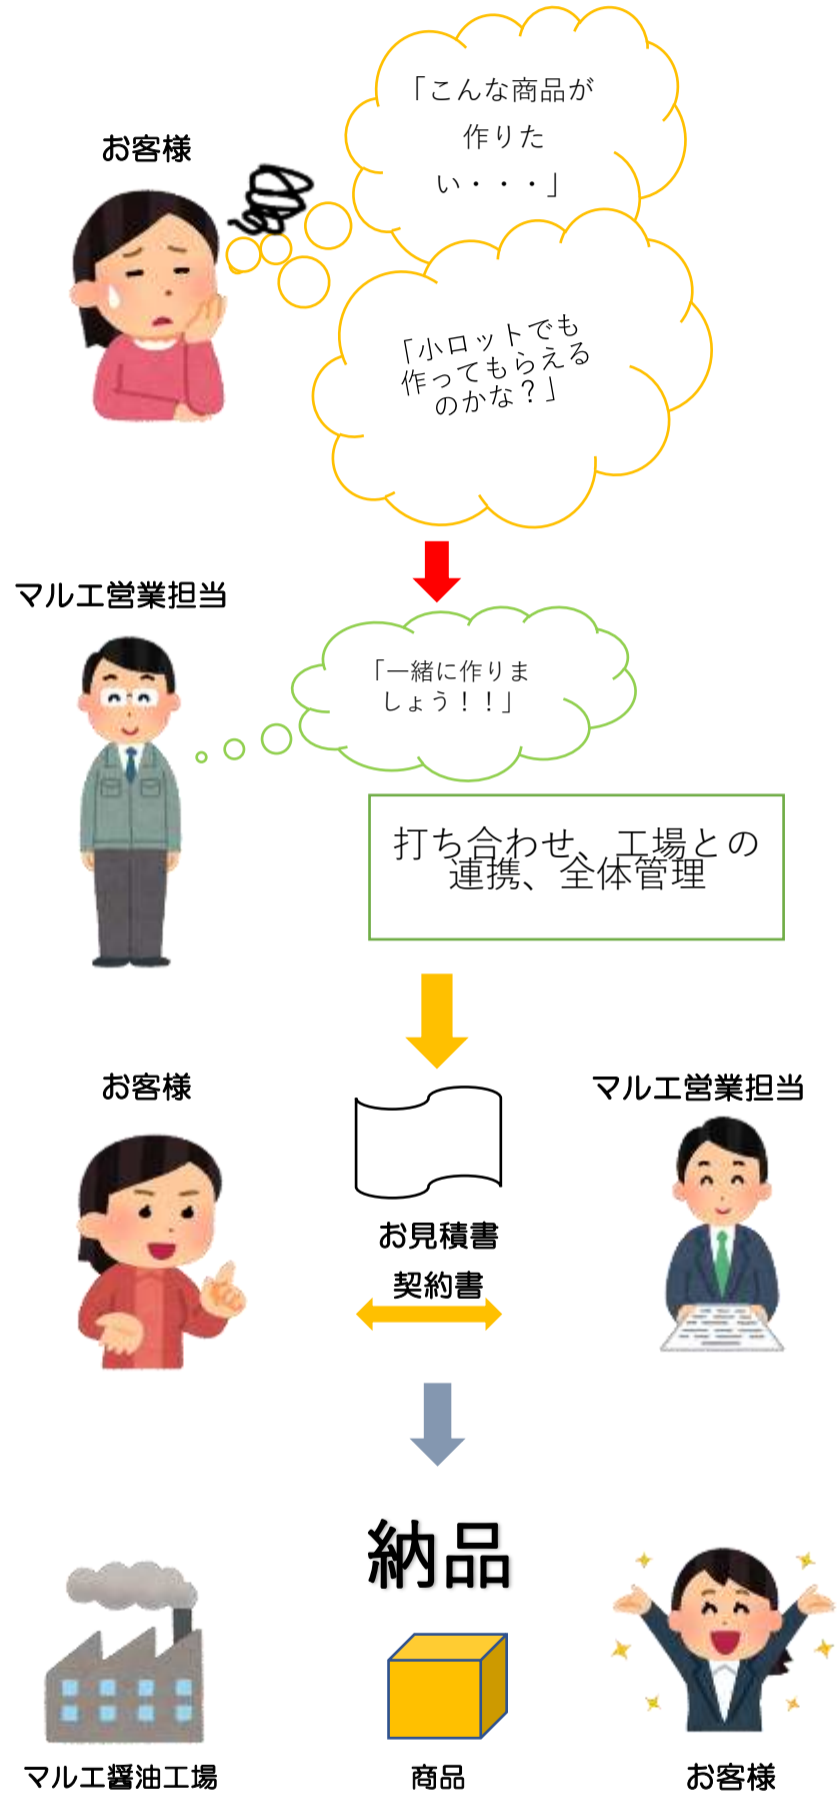 お客様
「こんな商品が
作りた
い・・・」
「小ロットでも
作ってもらえる
のかな？」
マルエ営業担当
「一緒に作りま
しょう！！」
打ち合わせ、工場との
連携、全体管理
お客様
マルエ営業担当
お見積書
契約書
納品
マルエ醤油工場
商品
お客様